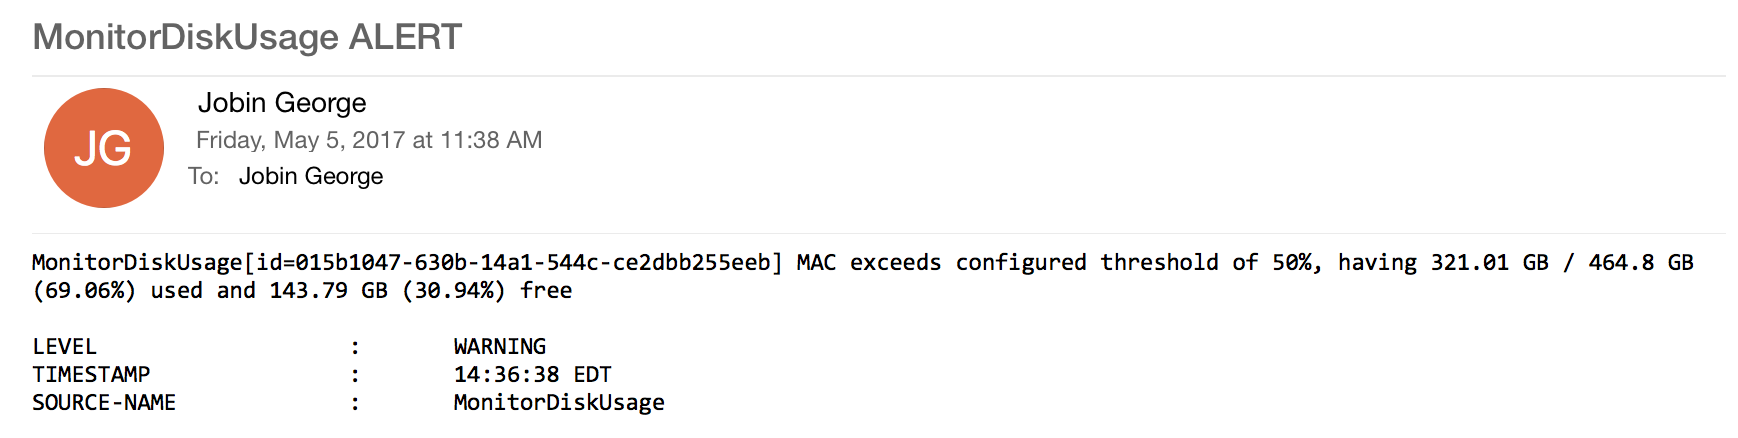 MonitorDiskUsage ALERT
JG
Jobin George
Friday, May 5, 2017 at 11:38 AM
To: Jobin George
MonitorDiskUsage[id=015b1047-630b-14a1-544c-ce2dbb255eeb] MAC exceeds configured threshold of 50%, having 321.01 GB / 464.8 GB
(69.06%) used and 143.79 GB (30.94%) free
LEVEL : WARNING
TIMESTAMP : 14:36:38 EDT
SOURCE-NAME : MonitorDiskUsage